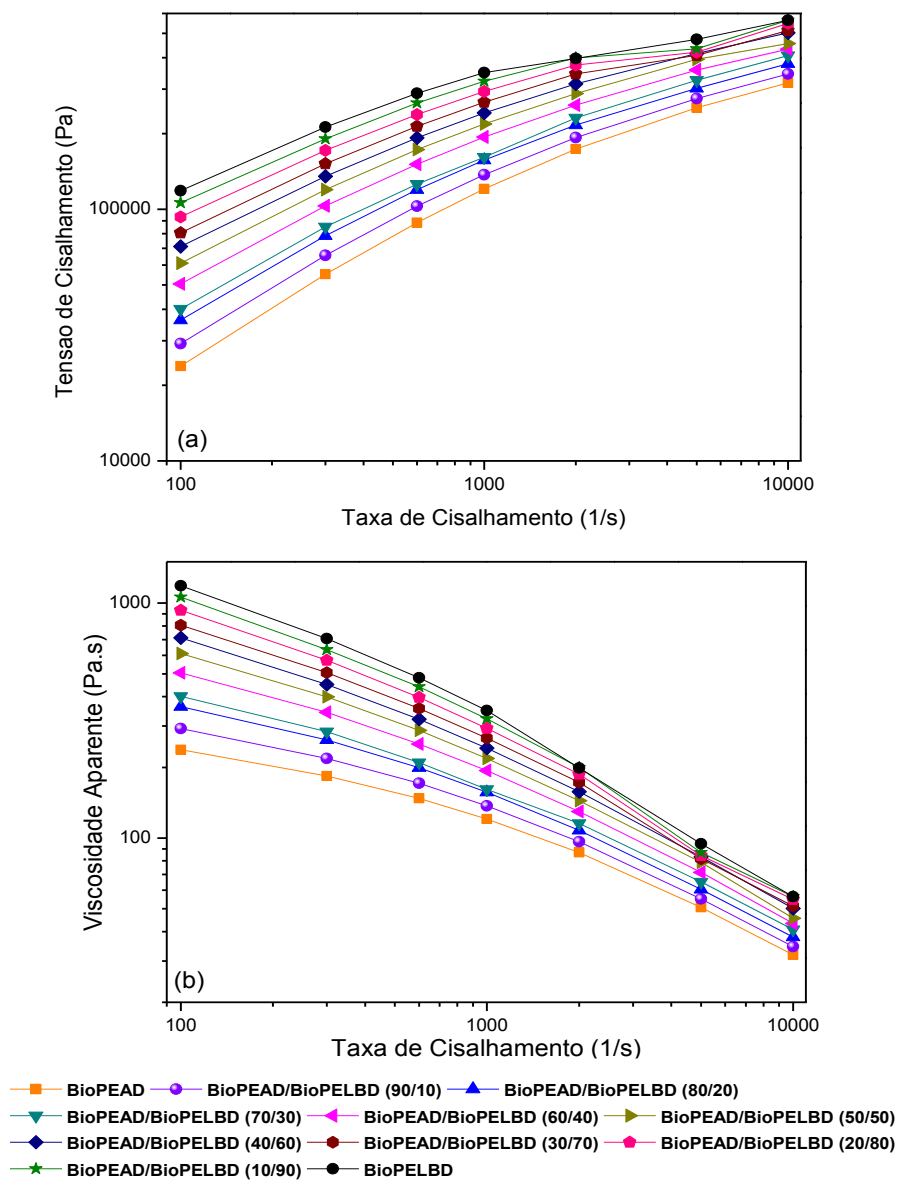 100000
10000
Tensao de Cisalhamento (Pa)
(a)
100
1000
10000
Taxa de Cisalhamento (1/s)
1000
100
Viscosidade Aparente (Pa.s)
(b)
100
1000
10000
Taxa de Cisalhamento (1/s)
BioPEAD BioPEAD/BioPELBD (90/10) BioPEAD/BioPELBD (80/20)
BioPEAD/BioPELBD (70/30) BioPEAD/BioPELBD (60/40) BioPEAD/BioPELBD (50/50)
BioPEAD/BioPELBD (40/60) BioPEAD/BioPELBD (30/70) BioPEAD/BioPELBD (20/80)
BioPEAD/BioPELBD (10/90) BioPELBD